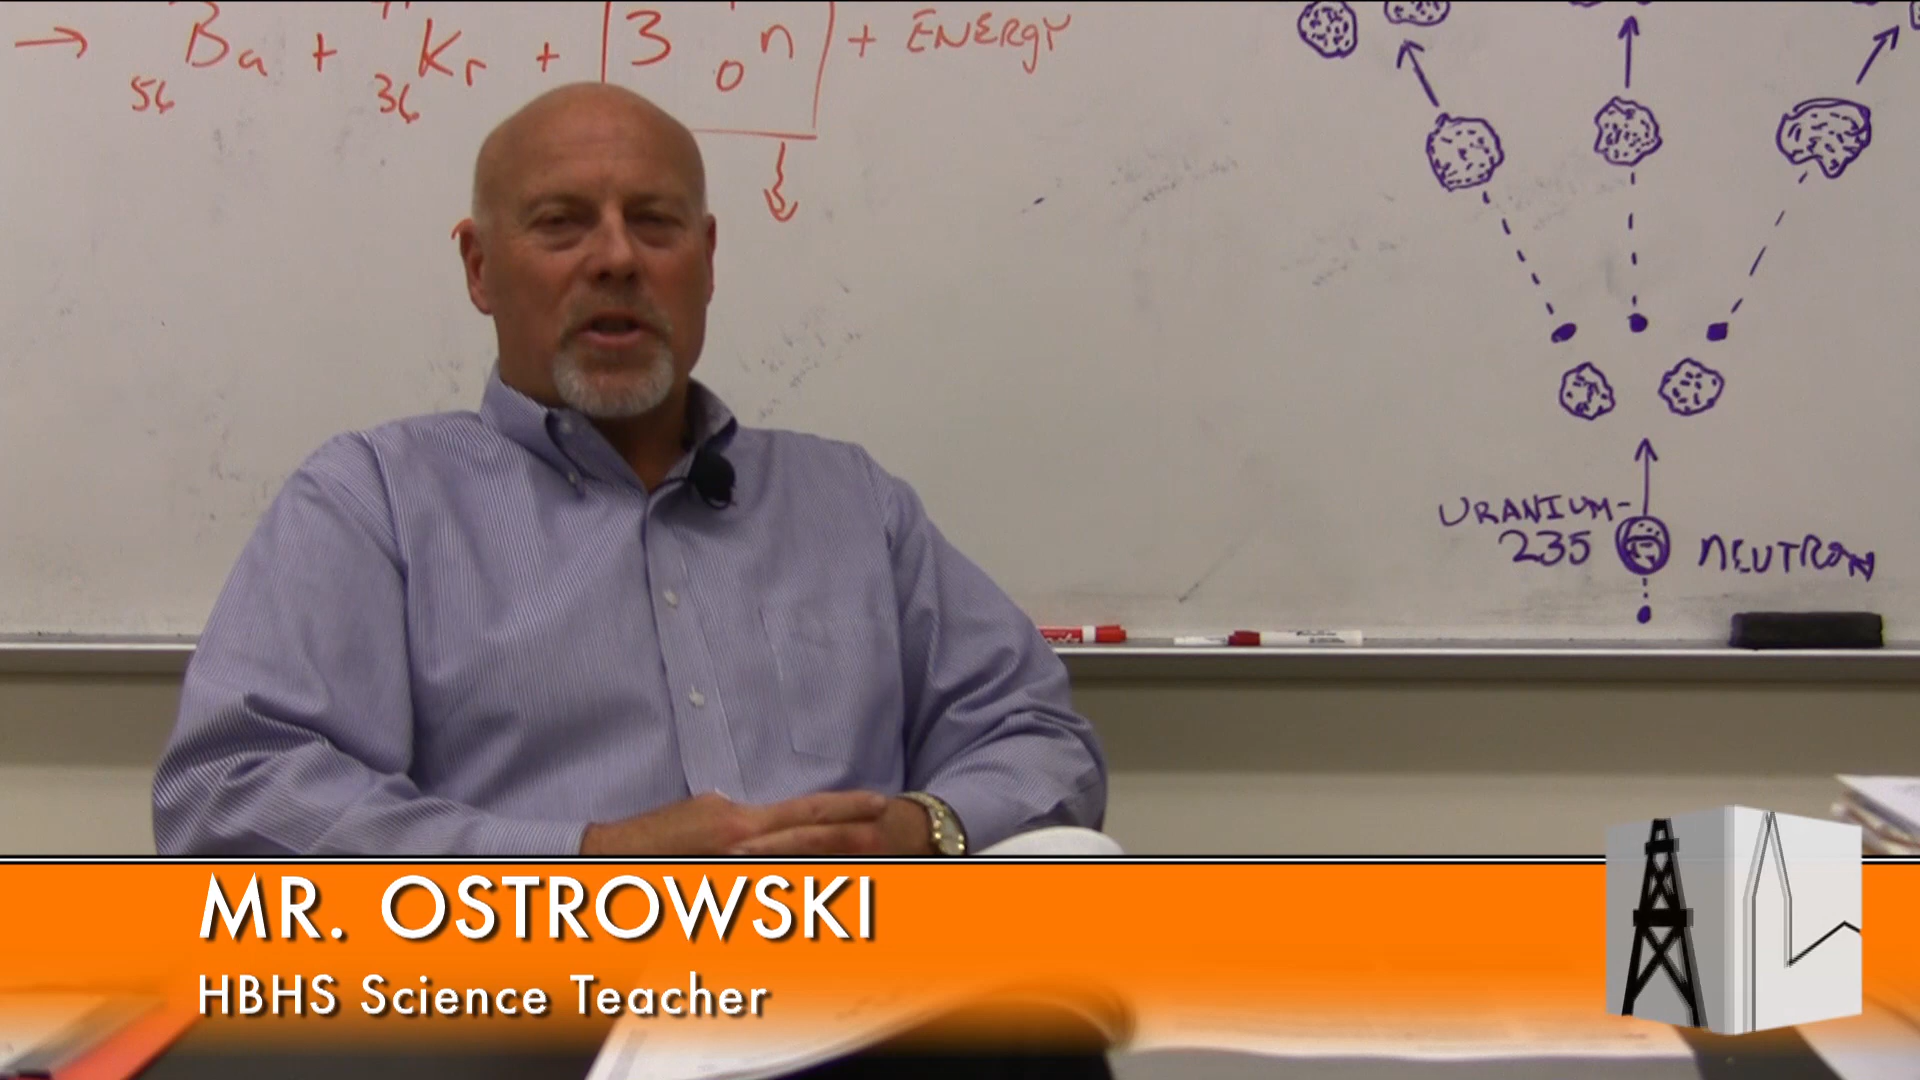 → Ba + Kr + 3 n + ENERGY
56 36 0
URANIUM-
235
NEUTRON
MR. OSTROWSKI
HBHS Science Teacher